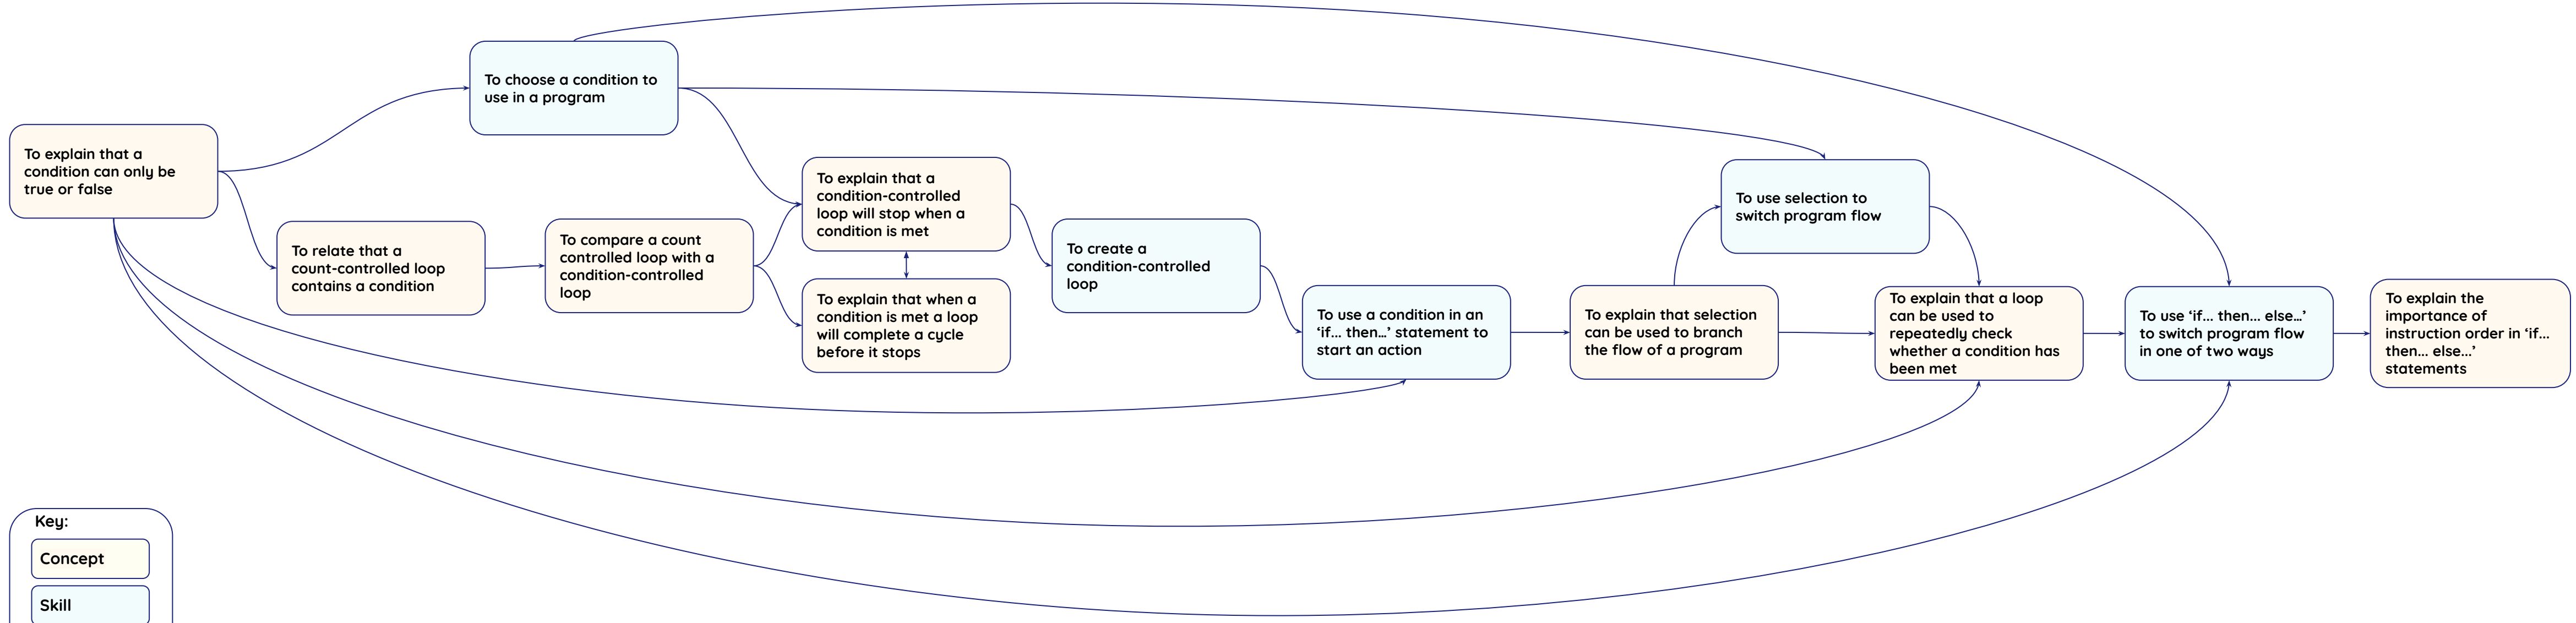 To choose a condition to
use in a program
To explain that a
condition can only be
true or false
To relate that a
count-controlled loop
contains a condition
To compare a count
controlled loop with a
condition-controlled
loop
To explain that a
condition-controlled
loop will stop when a
condition is met
To explain that when a
condition is met a loop
will complete a cycle
before it stops
To create a
condition-controlled
loop
To use a condition in an
‘if... then...’ statement to
start an action
To explain that selection
can be used to branch
the flow of a program
To use selection to
switch program flow
To explain that a loop
can be used to
repeatedly check
whether a condition has
been met
To use ‘if... then... else...’
to switch program flow
in one of two ways
To explain the
importance of
instruction order in ‘if...
then... else...’
statements
Key:
Concept
Skill